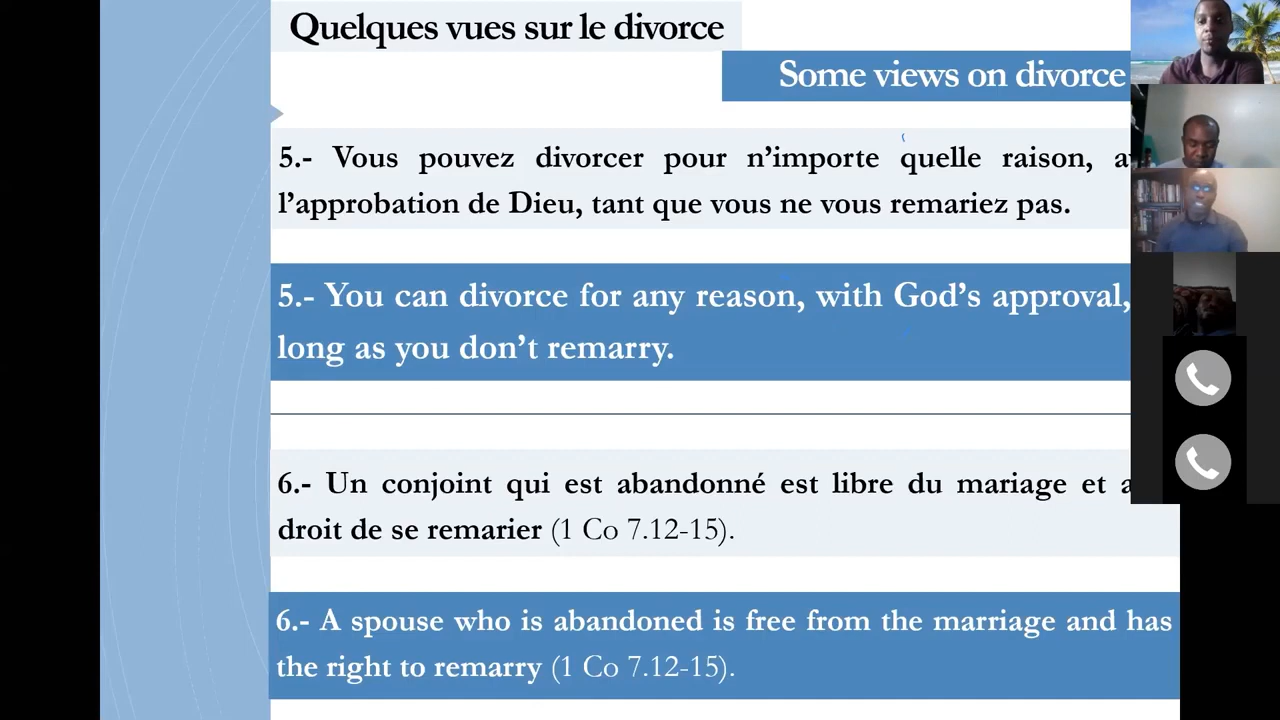 Quelques vues sur le divorce
Some views on divorce
5.- Vous pouvez divorcer pour n’importe quelle raison,
l’approbation de Dieu, tant que vous ne vous remariez pas.
5.- You can divorce for any reason, with God’s approval,
long as you don’t remarry.
6.- Un conjoint qui est abandonné est libre du mariage et
droit de se remarier (1 Co 7.12-15).
6.- A spouse who is abandoned is free from the marriage and has
the right to remarry (1 Co 7.12-15).